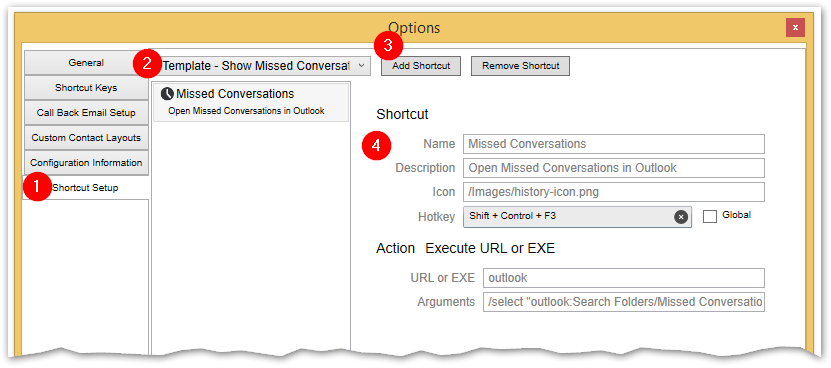 Options
x
3
2
Template - Show Missed Conversat
Add Shortcut
Remove Shortcut
General
Shortcut Keys
Call Back Email Setup
Custom Contact Layouts
Configuration Information
1
Shortcut Setup
Missed Conversations
Open Missed Conversations in Outlook
Shortcut
4
Name
Missed Conversations
Description
Open Missed Conversations in Outlook
Icon
/Images/history-icon.png
Hotkey
Shift + Control + F3
Global
Action Execute URL or EXE
URL or EXE
outlook
Arguments
/select "outlook:Search Folders/Missed Conversatio